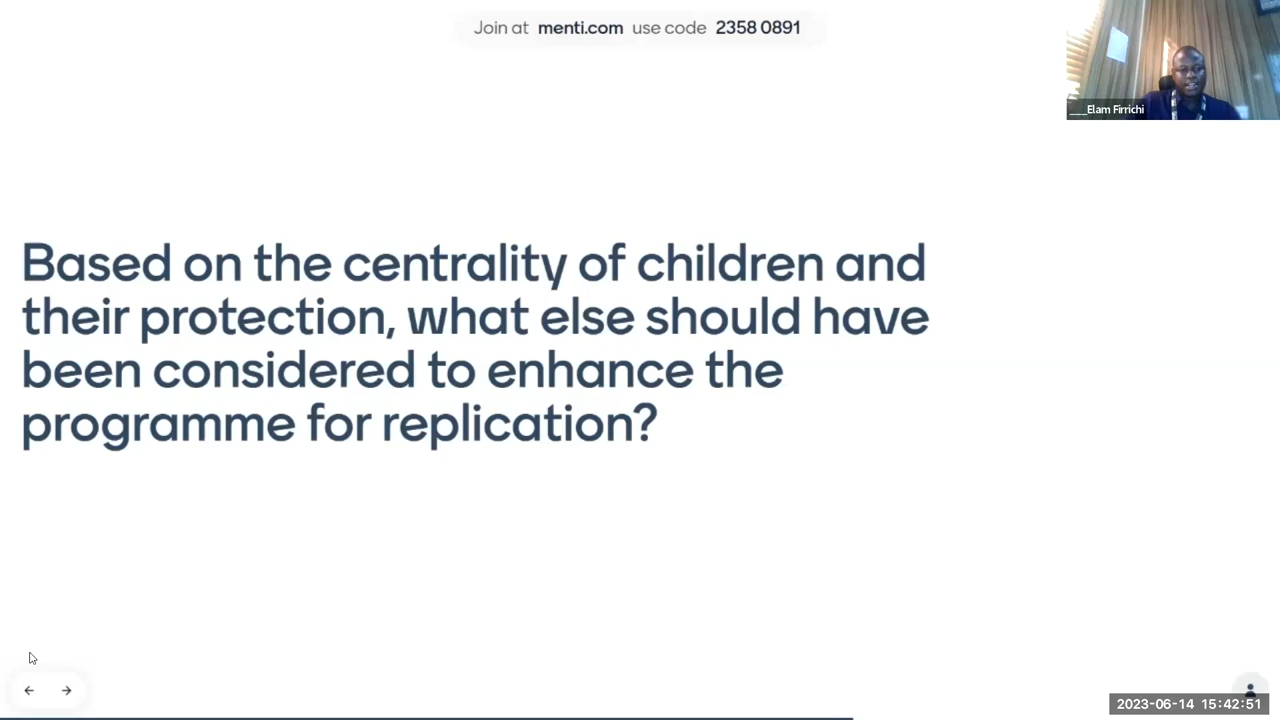 Join at menti.com use code 2358 0891
___Elam Firrichi
Based on the centrality of children and
their protection, what else should have
been considered to enhance the
programme for replication?
2023-06-14 15:42:51